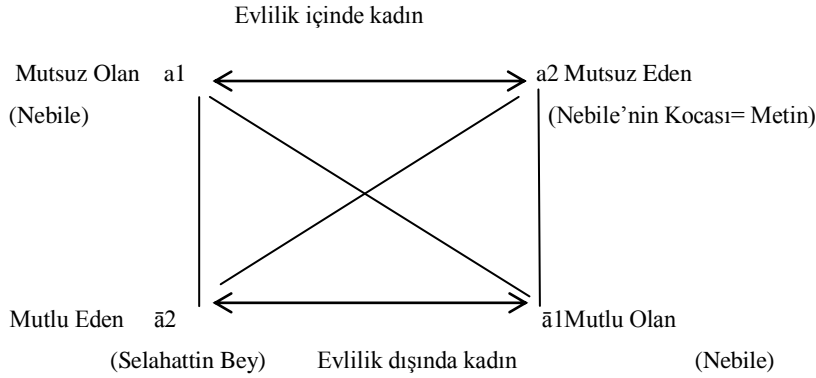 Evlilik içinde kadın
Mutsuz Olan a1 a2 Mutsuz Eden
(Nebile) (Nebile’nin Kocası= Metin)
Mutlu Eden ā2 ā1Mutlu Olan
(Selahattin Bey) Evlilik dışında kadın (Nebile)